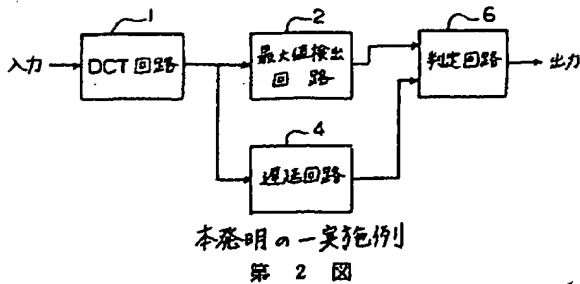 1
2
6
入力
DCT回路
最大値検出
回路
判定回路
出力
4
遅延回路
本発明の一実施例
第 2 図